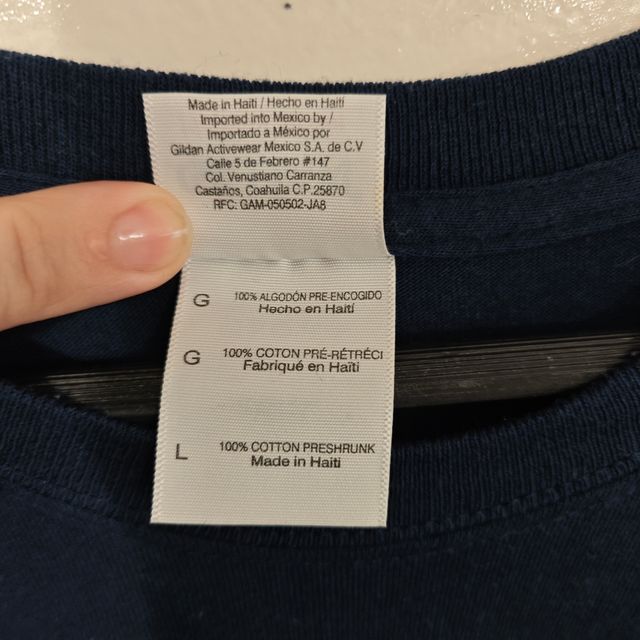 Made in Haiti / Hecho en Haití
Imported into Mexico by /
Importado a México por
Gildan Activewear Mexico S.A. de C.V
Calle 5 de Febrero #147
Col. Venustiano Carranza
Castaños, Coahuila C.P.25870
RFC: GAM-050502-JA8
G 100% ALGODÓN PRE-ENCOGIDO
Hecho en Haití
G 100% COTON PRÉ-RÉTRÉCI
Fabriqué en Haïti
L 100% COTTON PRESHRUNK
Made in Haiti